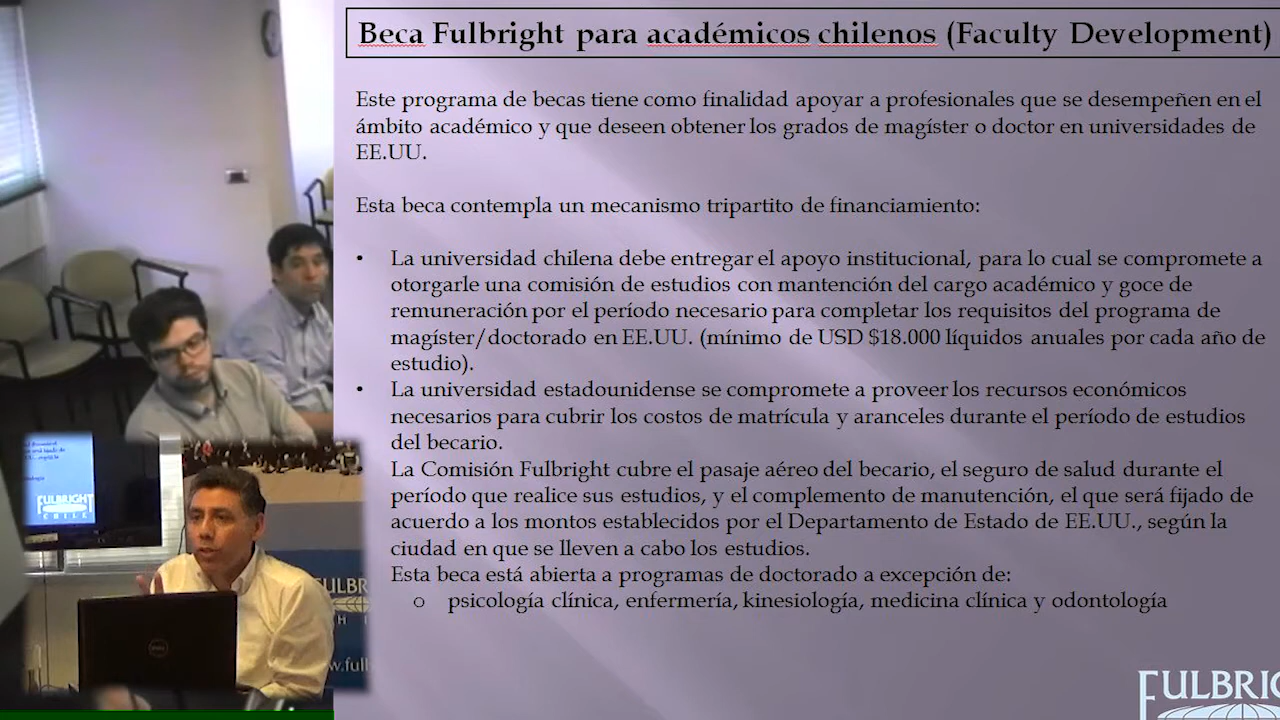 Beca Fulbright para académicos chilenos (Faculty Development)
Este programa de becas tiene como finalidad apoyar a profesionales que se desempeñen en el
ámbito académico y que deseen obtener los grados de magíster o doctor en universidades de
EE.UU.
Esta beca contempla un mecanismo tripartito de financiamiento:
• La universidad chilena debe entregar el apoyo institucional, para lo cual se compromete a
otorgarle una comisión de estudios con mantención del cargo académico y goce de
remuneración por el período necesario para completar los requisitos del programa de
magíster/doctorado en EE.UU. (mínimo de USD $18.000 líquidos anuales por cada año de
estudio).
• La universidad estadounidense se compromete a proveer los recursos económicos
necesarios para cubrir los costos de matrícula y aranceles durante el período de estudios
del becario.
La Comisión Fulbright cubre el pasaje aéreo del becario, el seguro de salud durante el
período que realice sus estudios, y el complemento de manutención, el que será fijado de
acuerdo a los montos establecidos por el Departamento de Estado de EE.UU., según la
ciudad en que se lleven a cabo los estudios.
Esta beca está abierta a programas de doctorado a excepción de:
o psicología clínica, enfermería, kinesiología, medicina clínica y odontología
FULBRIGHT
CHILE
FULBRIG